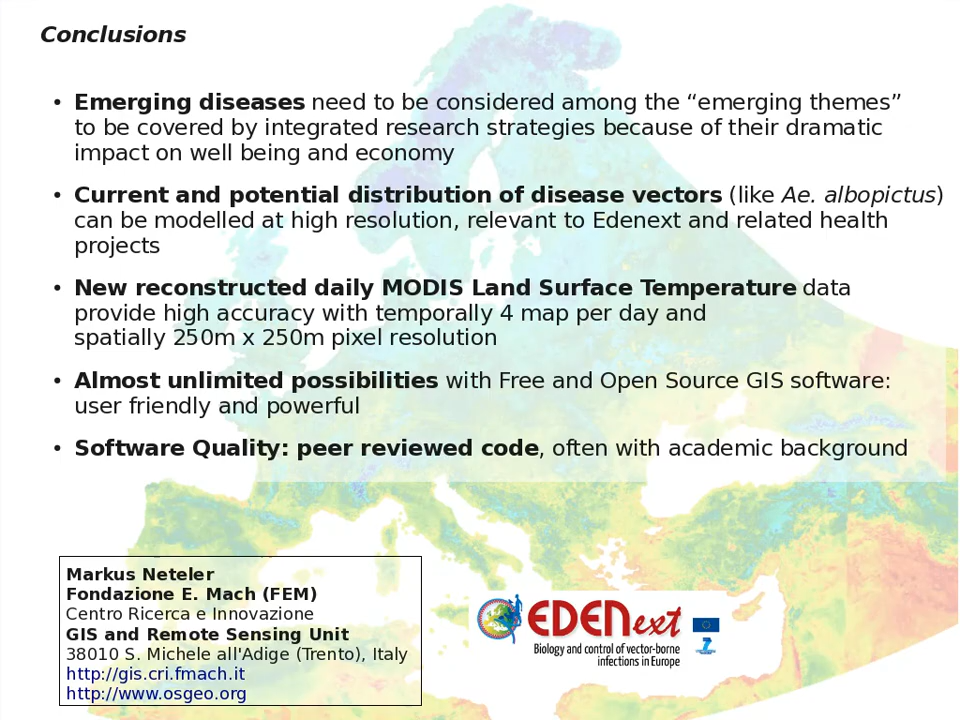 Conclusions
• Emerging diseases need to be considered among the “emerging themes”
to be covered by integrated research strategies because of their dramatic
impact on well being and economy
• Current and potential distribution of disease vectors (like Ae. albopictus)
can be modelled at high resolution, relevant to Edenext and related health
projects
• New reconstructed daily MODIS Land Surface Temperature data
provide high accuracy with temporally 4 map per day and
spatially 250m x 250m pixel resolution
• Almost unlimited possibilities with Free and Open Source GIS software:
user friendly and powerful
• Software Quality: peer reviewed code, often with academic background
Markus Neteler
Fondazione E. Mach (FEM)
Centro Ricerca e Innovazione
GIS and Remote Sensing Unit
38010 S. Michele all'Adige (Trento), Italy
http://gis.cri.fmach.it
http://www.osgeo.org
EDENext
Biology and control of vector-borne
infections in Europe